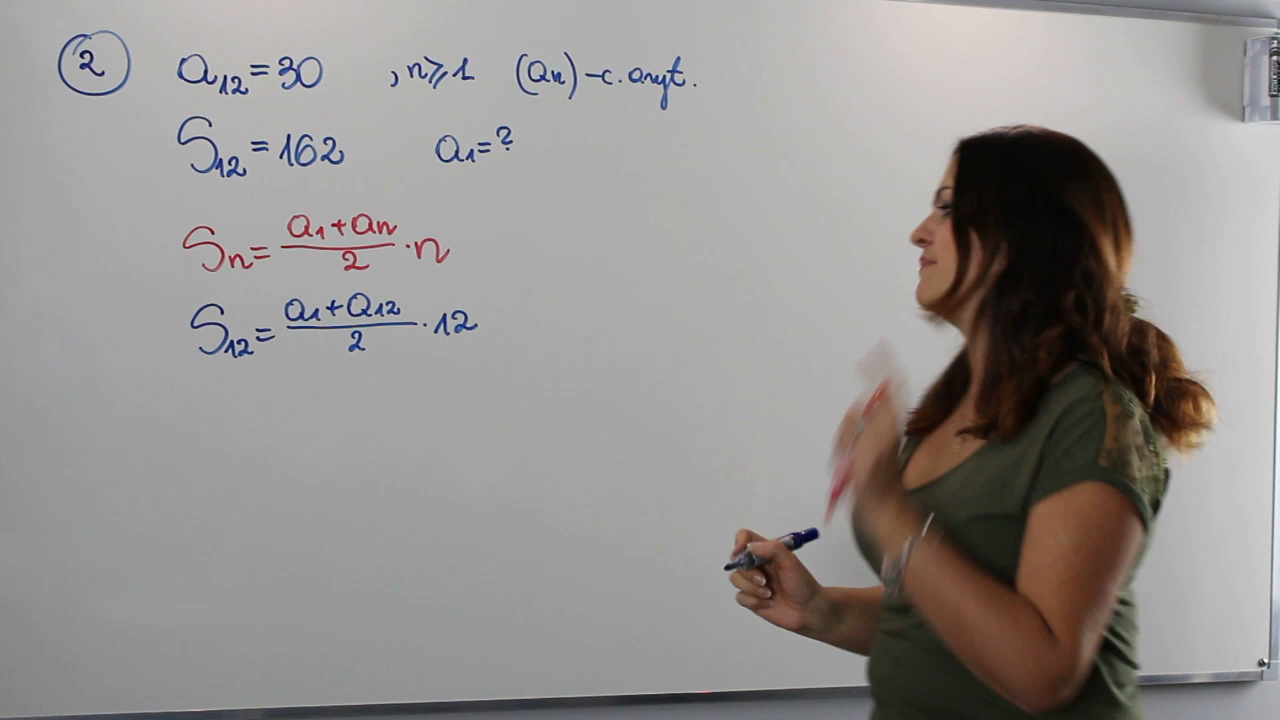 2 a₁₂ = 30 , n ≥ 1 (aₙ) – c. aryt.
S₁₂ = 162 a₁ = ?
Sₙ = (a₁ + aₙ)/2 · n
S₁₂ = (a₁ + a₁₂)/2 · 12